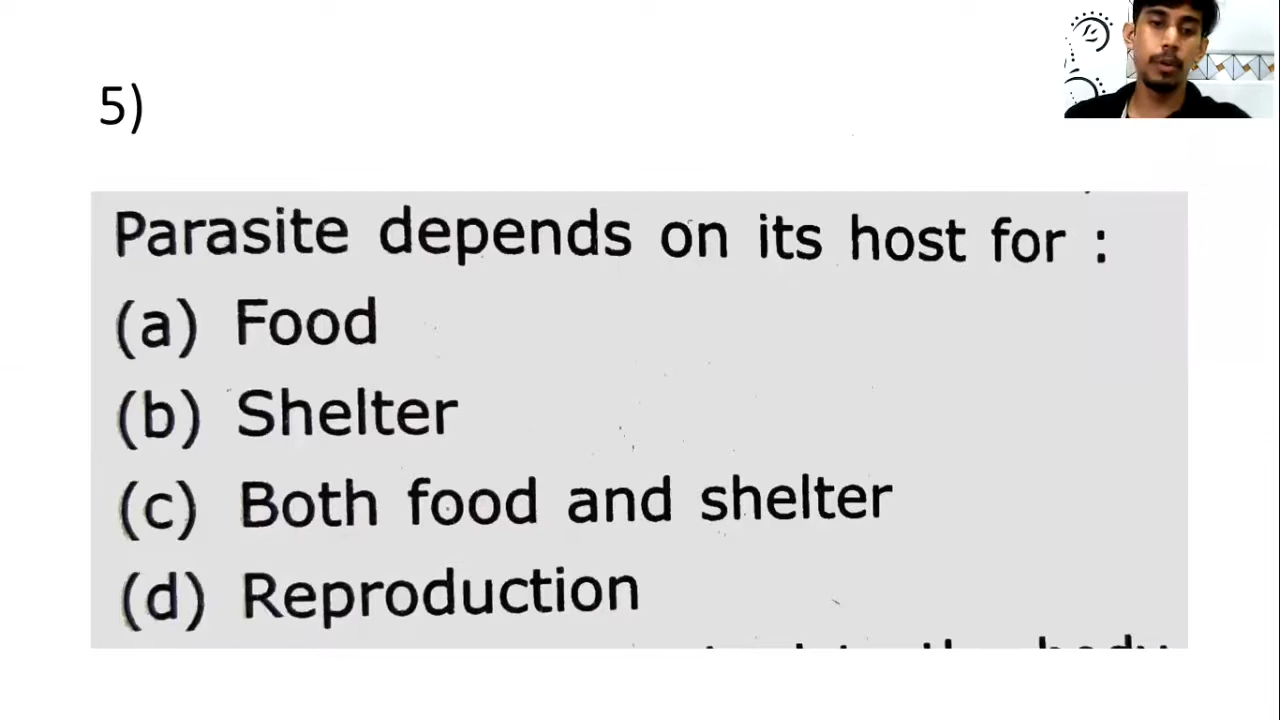 5)
Parasite depends on its host for :
(a) Food
(b) Shelter
(c) Both food and shelter
(d) Reproduction